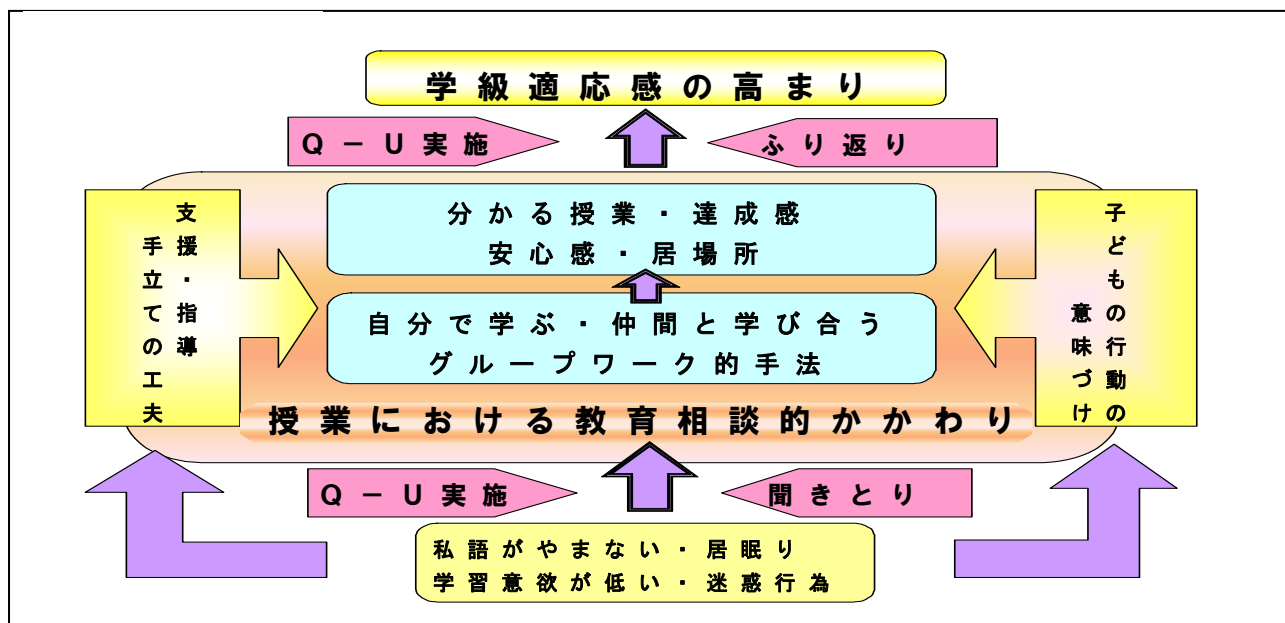 学級適応感の高まり
Q－U実施
ふり返り
支援・指導
手立ての工夫
分かる授業・達成感
安心感・居場所
子どもの行動の
意味づけ
自分で学ぶ・仲間と学び合う
グループワーク的手法
授業における教育相談的かかわり
Q－U実施
聞きとり
私語がやまない・居眠り
学習意欲が低い・迷惑行為